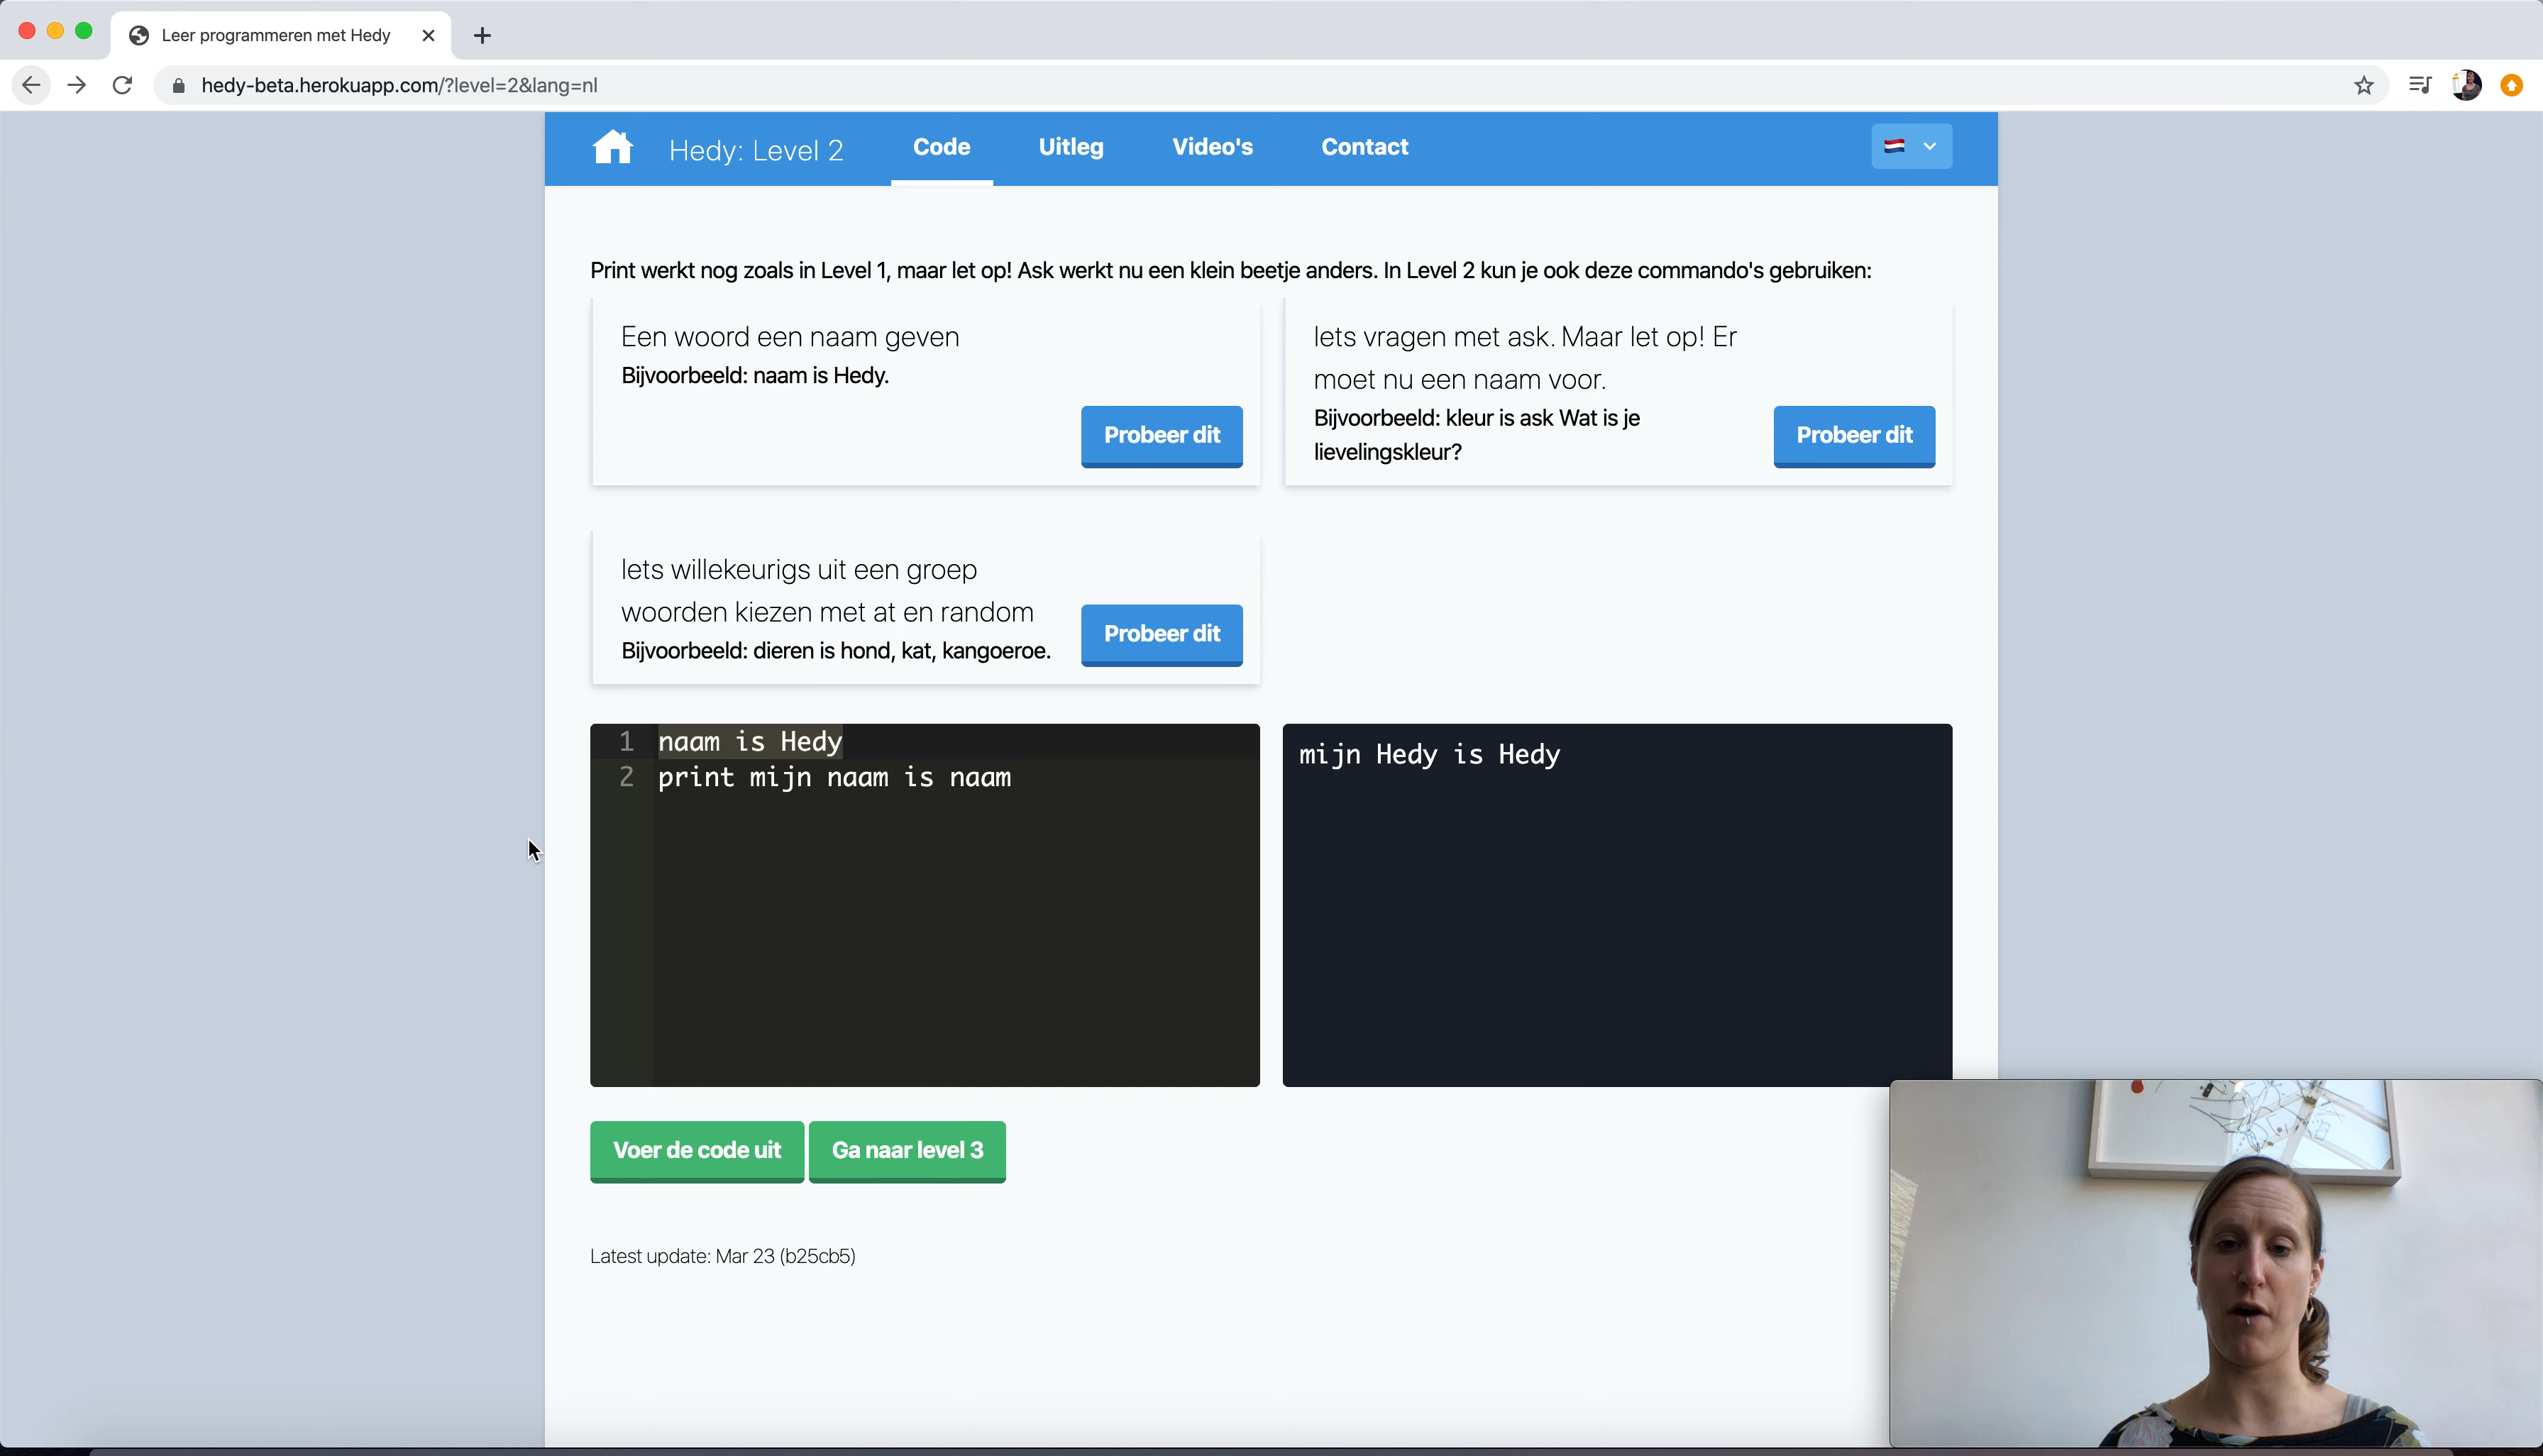 Leer programmeren met Hedy
hedy-beta.herokuapp.com/?level=2&lang=nl
Hedy: Level 2 Code Uitleg Video's Contact
Print werkt nog zoals in Level 1, maar let op! Ask werkt nu een klein beetje anders. In Level 2 kun je ook deze commando's gebruiken:
Een woord een naam geven
Bijvoorbeeld: naam is Hedy.
Probeer dit
Iets vragen met ask. Maar let op! Er
moet nu een naam voor.
Bijvoorbeeld: kleur is ask Wat is je
lievelingskleur?
Probeer dit
Iets willekeurigs uit een groep
woorden kiezen met at en random
Bijvoorbeeld: dieren is hond, kat, kangoeroe.
Probeer dit
1 naam is Hedy
2 print mijn naam is naam
mijn Hedy is Hedy
Voer de code uit Ga naar level 3
Latest update: Mar 23 (b25cb5)